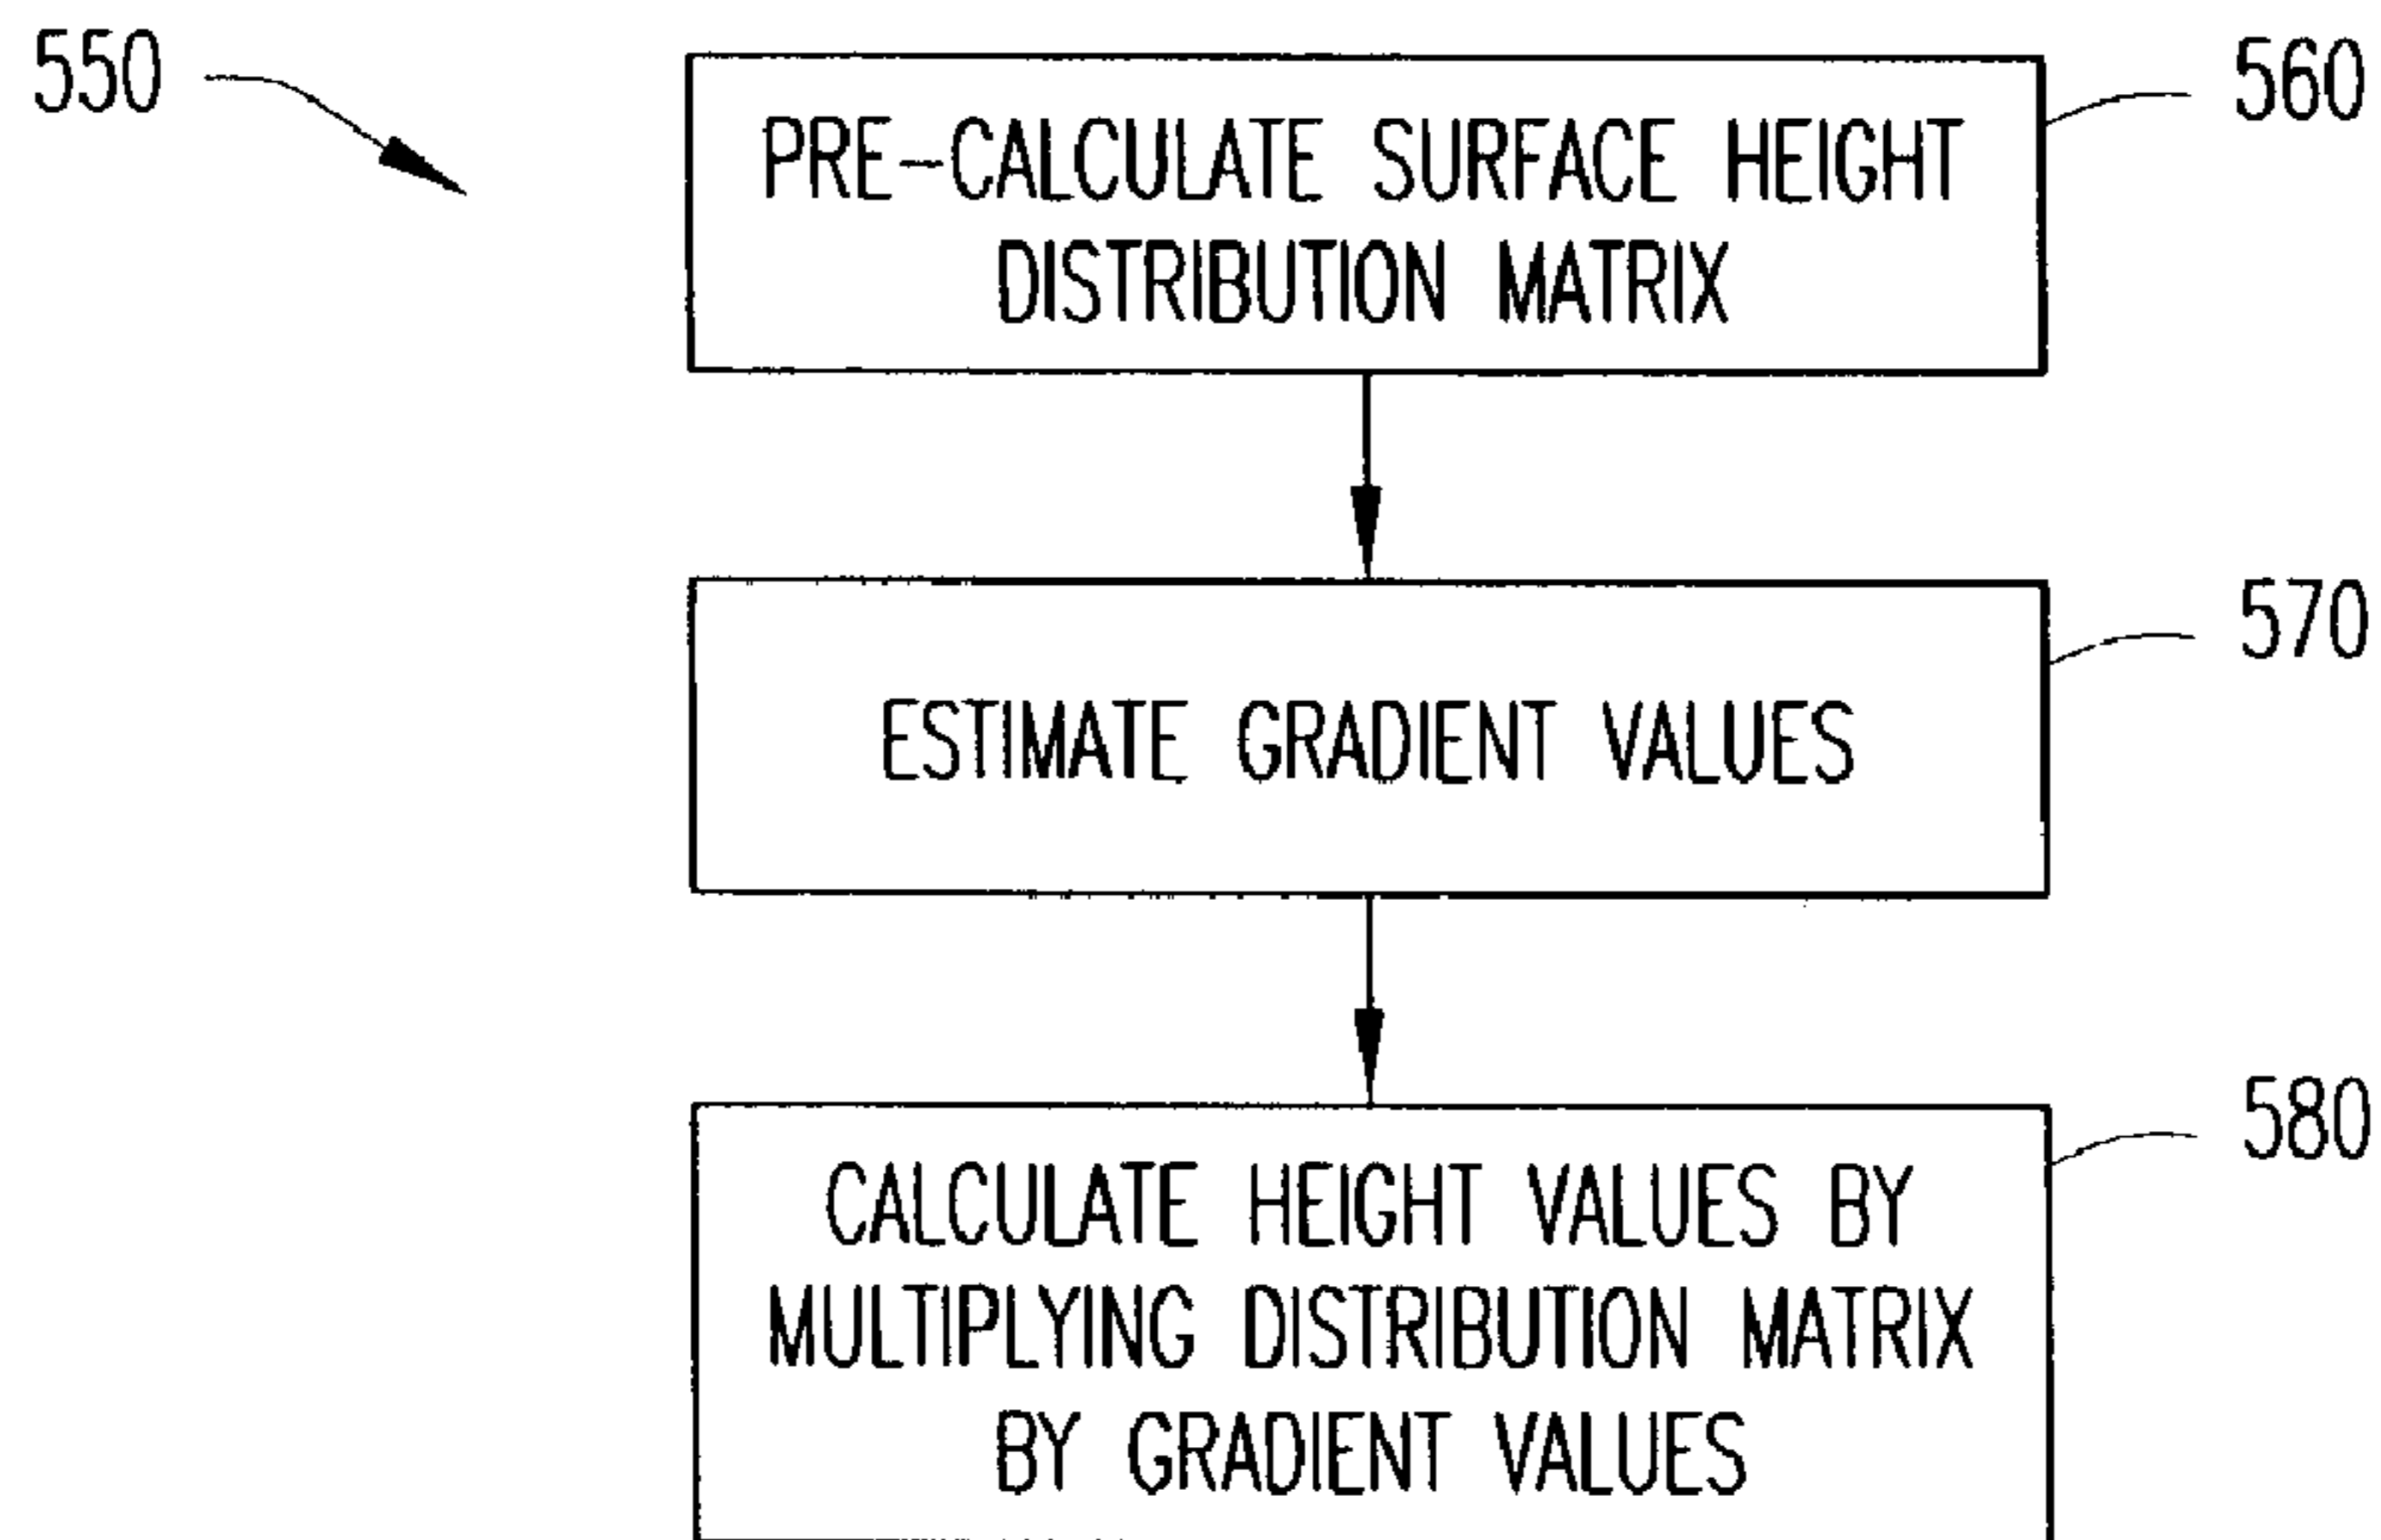 550
560
PRE-CALCULATE SURFACE HEIGHT
DISTRIBUTION MATRIX
570
ESTIMATE GRADIENT VALUES
580
CALCULATE HEIGHT VALUES BY
MULTIPLYING DISTRIBUTION MATRIX
BY GRADIENT VALUES